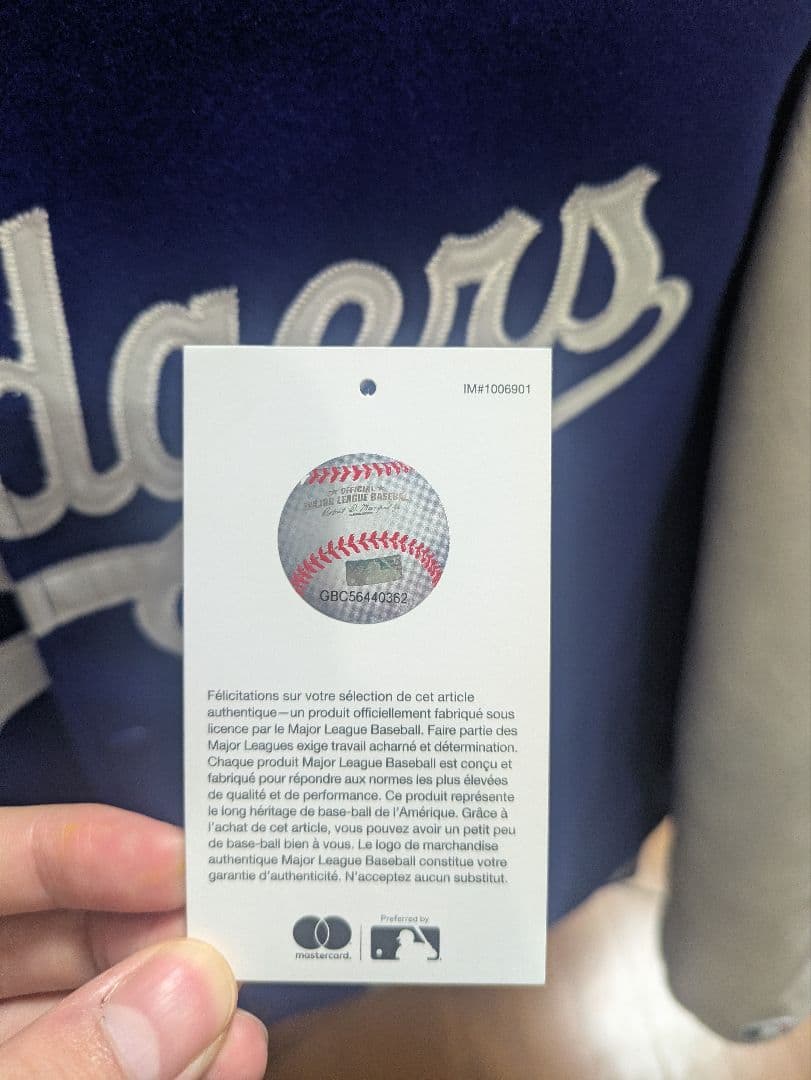 dgers
IM#1006901
OFFICIAL
MAJOR LEAGUE BASEBALL
GBC56440362
Félicitations sur votre sélection de cet article
authentique—un produit officiellement fabriqué sous
licence par le Major League Baseball. Faire partie des
Major Leagues exige travail acharné et détermination.
Chaque produit Major League Baseball est conçu et
fabriqué pour répondre aux normes les plus élevées
de qualité et de performance. Ce produit représente
le long héritage de base-ball de l'Amérique. Grâce à
l'achat de cet article, vous pouvez avoir un petit peu
de base-ball bien à vous. Le logo de marchandise
authentique Major League Baseball constitue votre
garantie d'authenticité. N'acceptez aucun substitut.
mastercard.
Preferred by